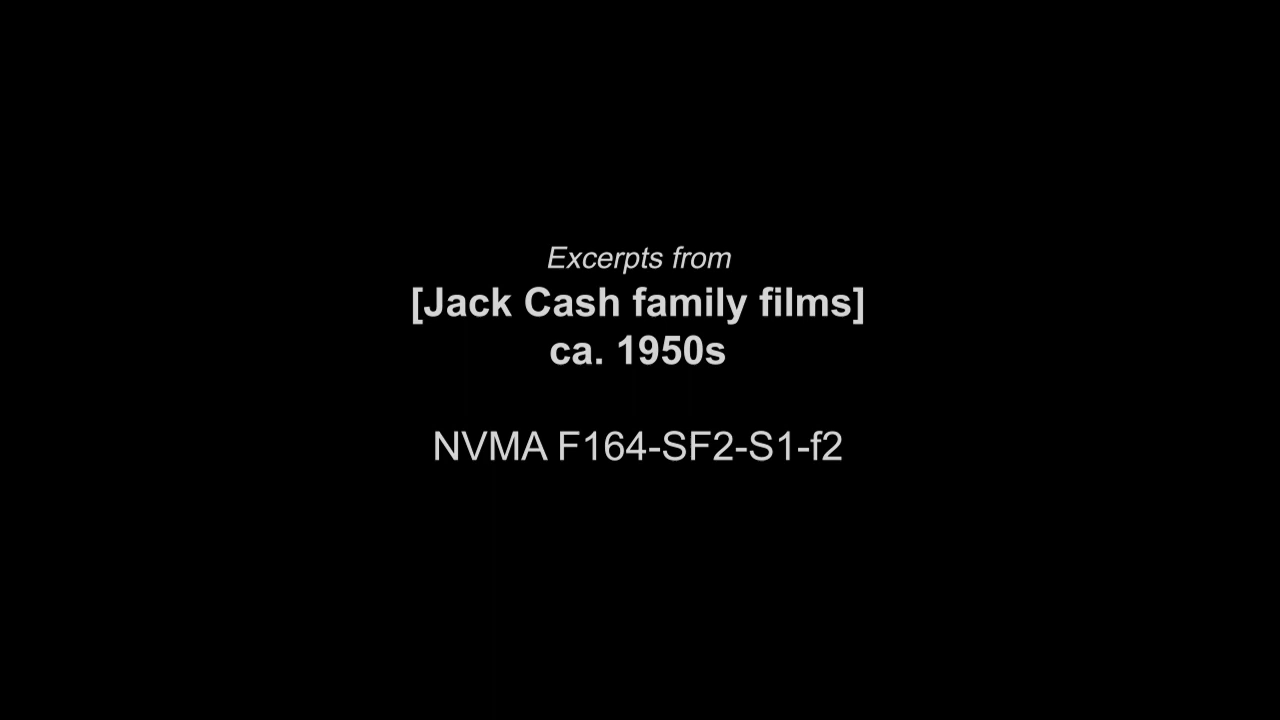 Excerpts from
[Jack Cash family films]
ca. 1950s
NVMA F164-SF2-S1-f2